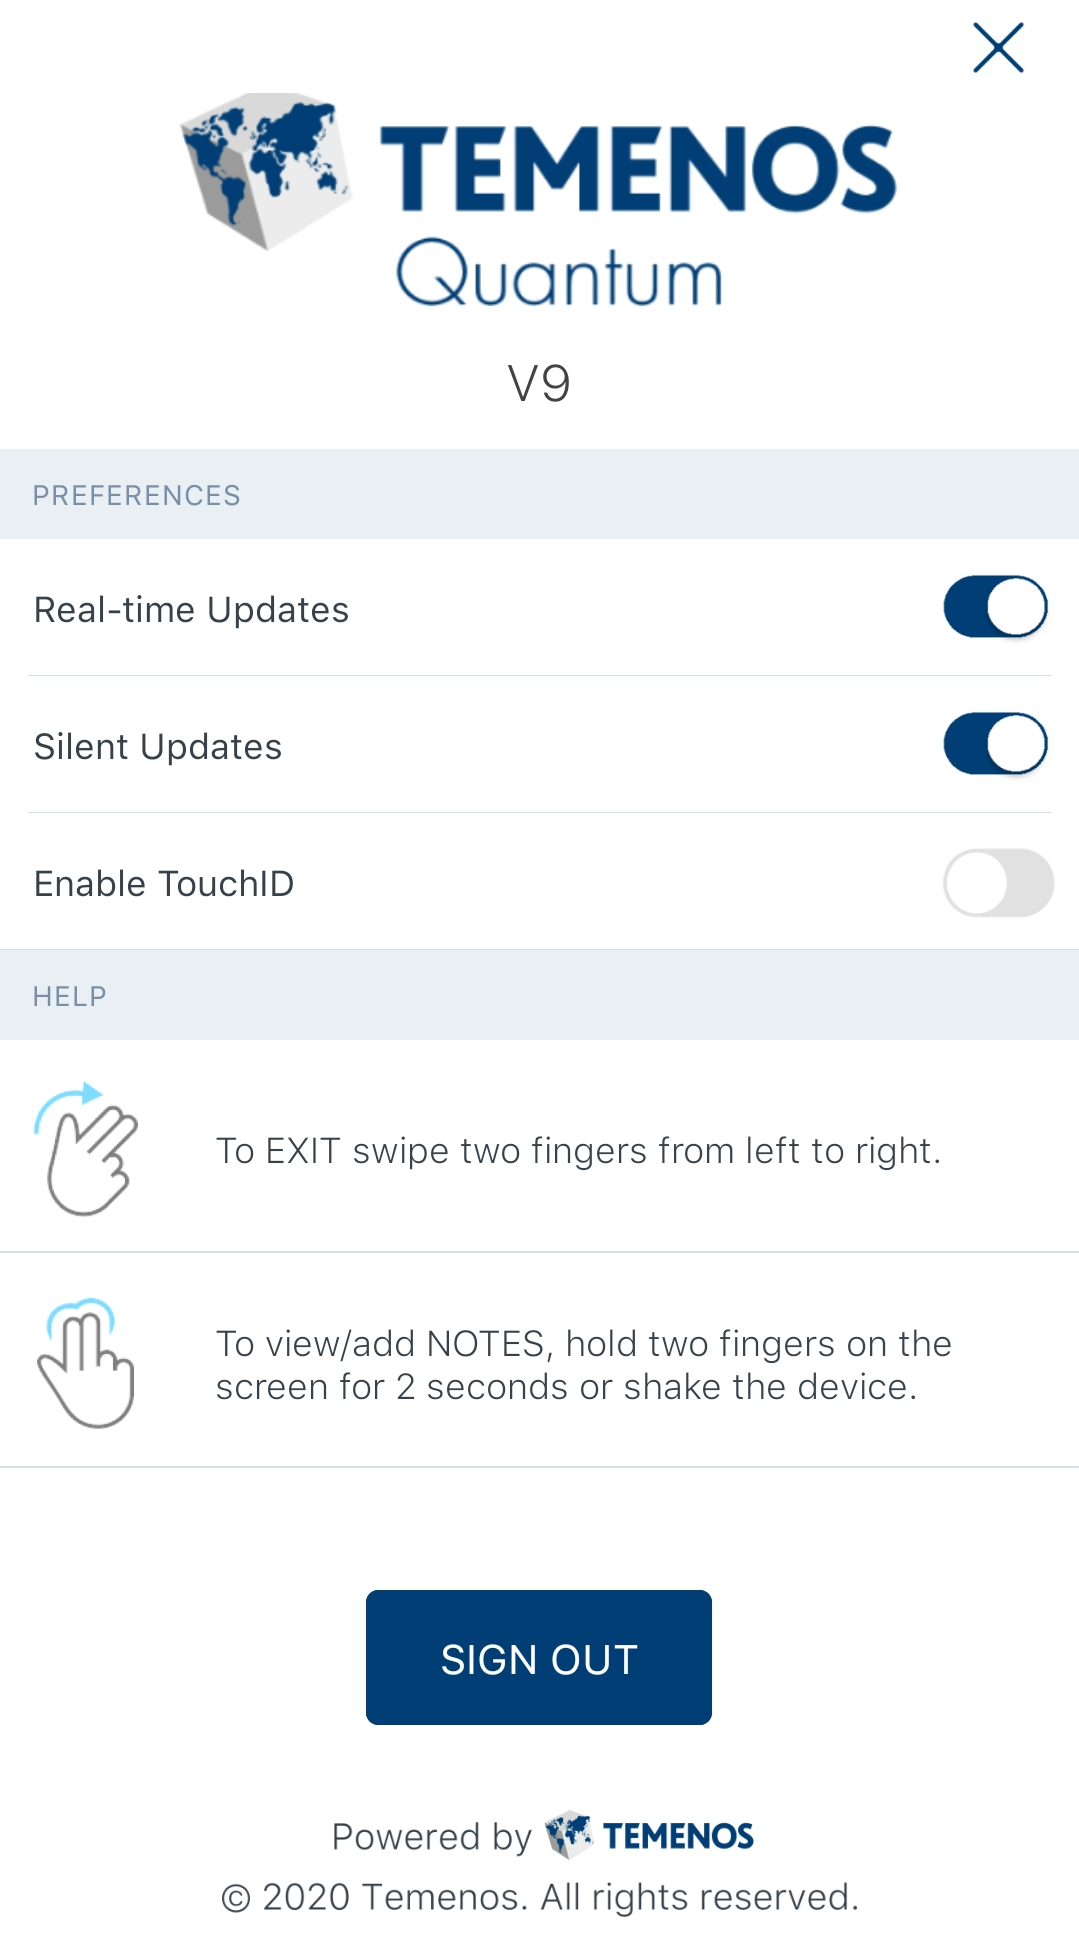 TEMENOS
Quantum
V9
PREFERENCES
Real-time Updates
Silent Updates
Enable TouchID
HELP
To EXIT swipe two fingers from left to right.
To view/add NOTES, hold two fingers on the
screen for 2 seconds or shake the device.
SIGN OUT
Powered by TEMENOS
© 2020 Temenos. All rights reserved.